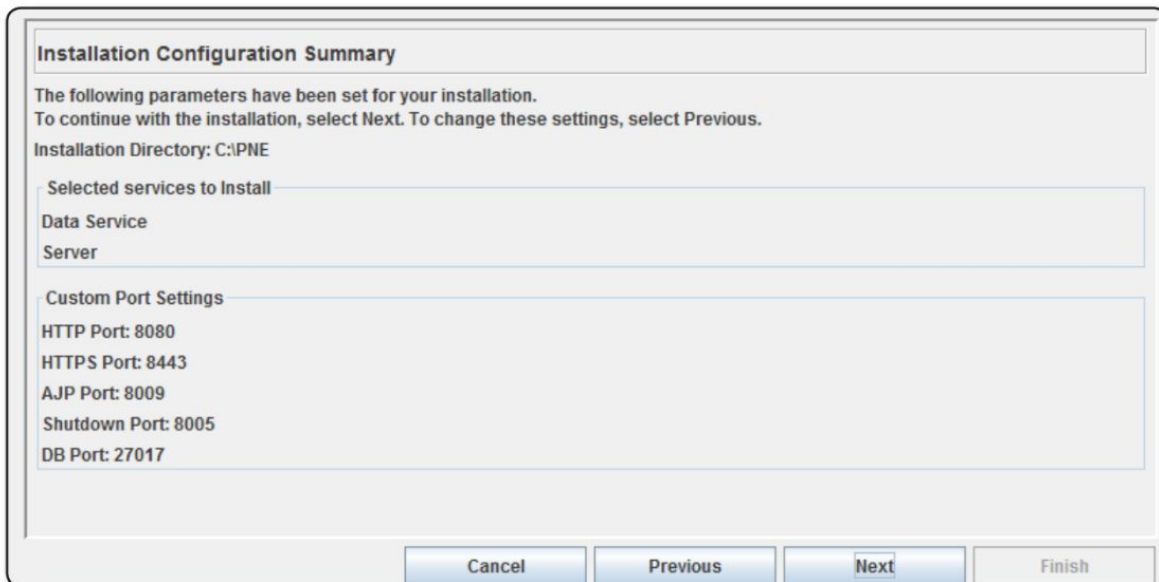 Installation Configuration Summary
The following parameters have been set for your installation.
To continue with the installation, select Next. To change these settings, select Previous.
Installation Directory: C:\PNE
Selected services to Install
Data Service
Server
Custom Port Settings
HTTP Port: 8080
HTTPS Port: 8443
AJP Port: 8009
Shutdown Port: 8005
DB Port: 27017
Cancel Previous Next Finish